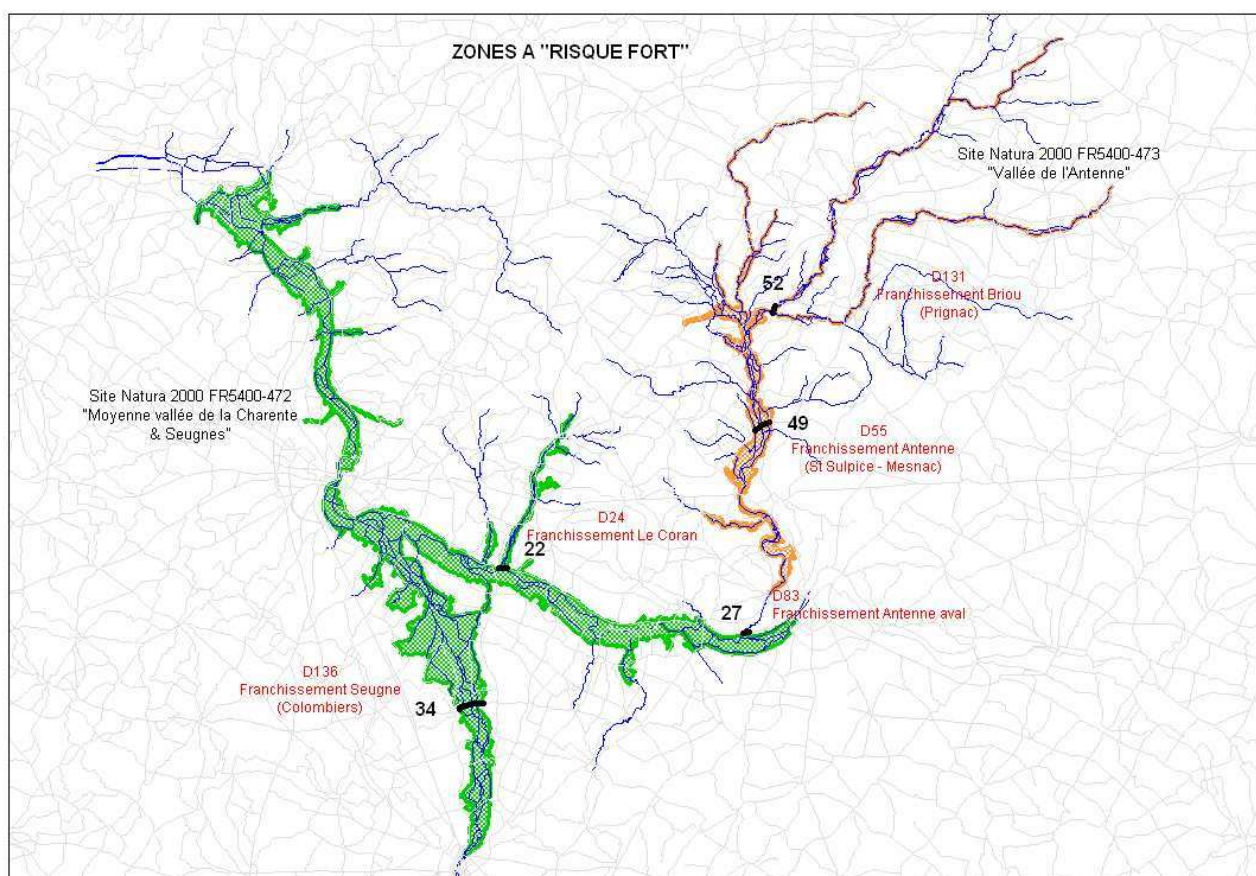 ZONES A "RISQUE FORT"
Site Natura 2000 FR5400-473
"Vallée de l'Antenne"
52
D131
Franchissement Briou
(Prignac)
Site Natura 2000 FR5400-472
"Moyenne vallée de la Charente
& Seugnes"
49
D55
Franchissement Antenne
(St Sulpice - Mesnac)
D24
Franchissement Le Coran
22
D83
27
Franchissement Antenne aval
D136
Franchissement Seugne
(Colombiers)
34